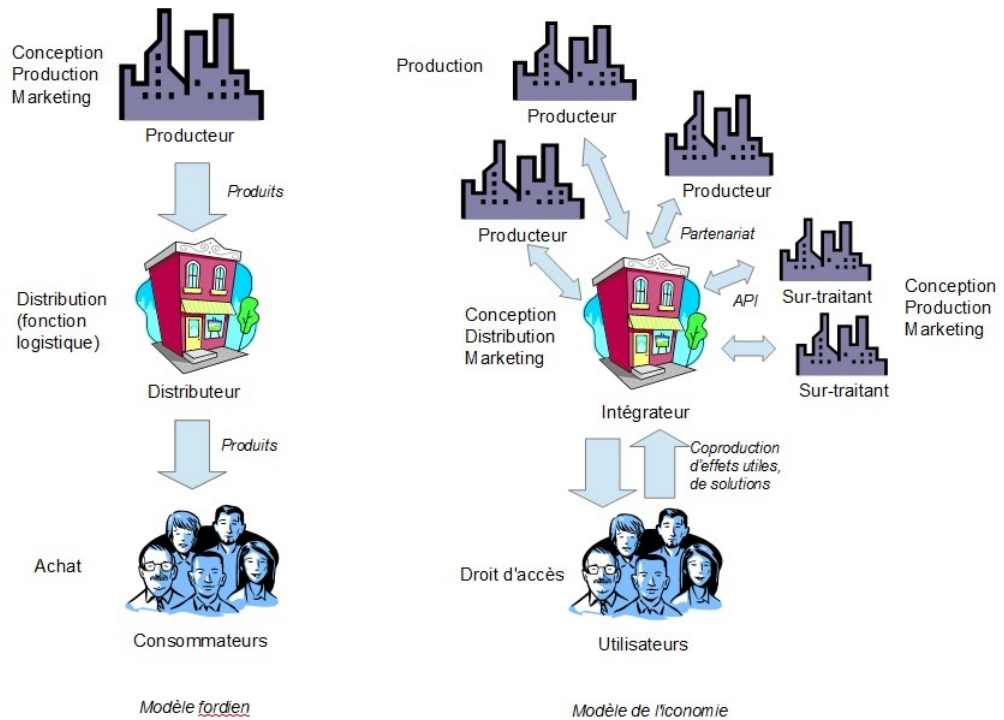 Conception
Production
Marketing
Producteur
Produits
Distribution
(fonction
logistique)
Distributeur
Produits
Achat
Consommateurs
Modèle fordien
Production
Producteur
Producteur
Producteur
Partenariat
API
Sur-traitant
Sur-traitant
Conception
Production
Marketing
Conception
Distribution
Marketing
Intégrateur
Coproduction
d'effets utiles,
de solutions
Droit d'accès
Utilisateurs
Modèle de l'iconomie